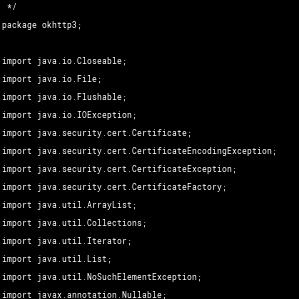 */
package okhttp3;
import java.io.Closeable;
import java.io.File;
import java.io.Flushable;
import java.io.IOException;
import java.security.cert.Certificate;
import java.security.cert.CertificateEncodingException;
import java.security.cert.CertificateException;
import java.security.cert.CertificateFactory;
import java.util.ArrayList;
import java.util.Collections;
import java.util.Iterator;
import java.util.List;
import java.util.NoSuchElementException;
import javax.annotation.Nullable;